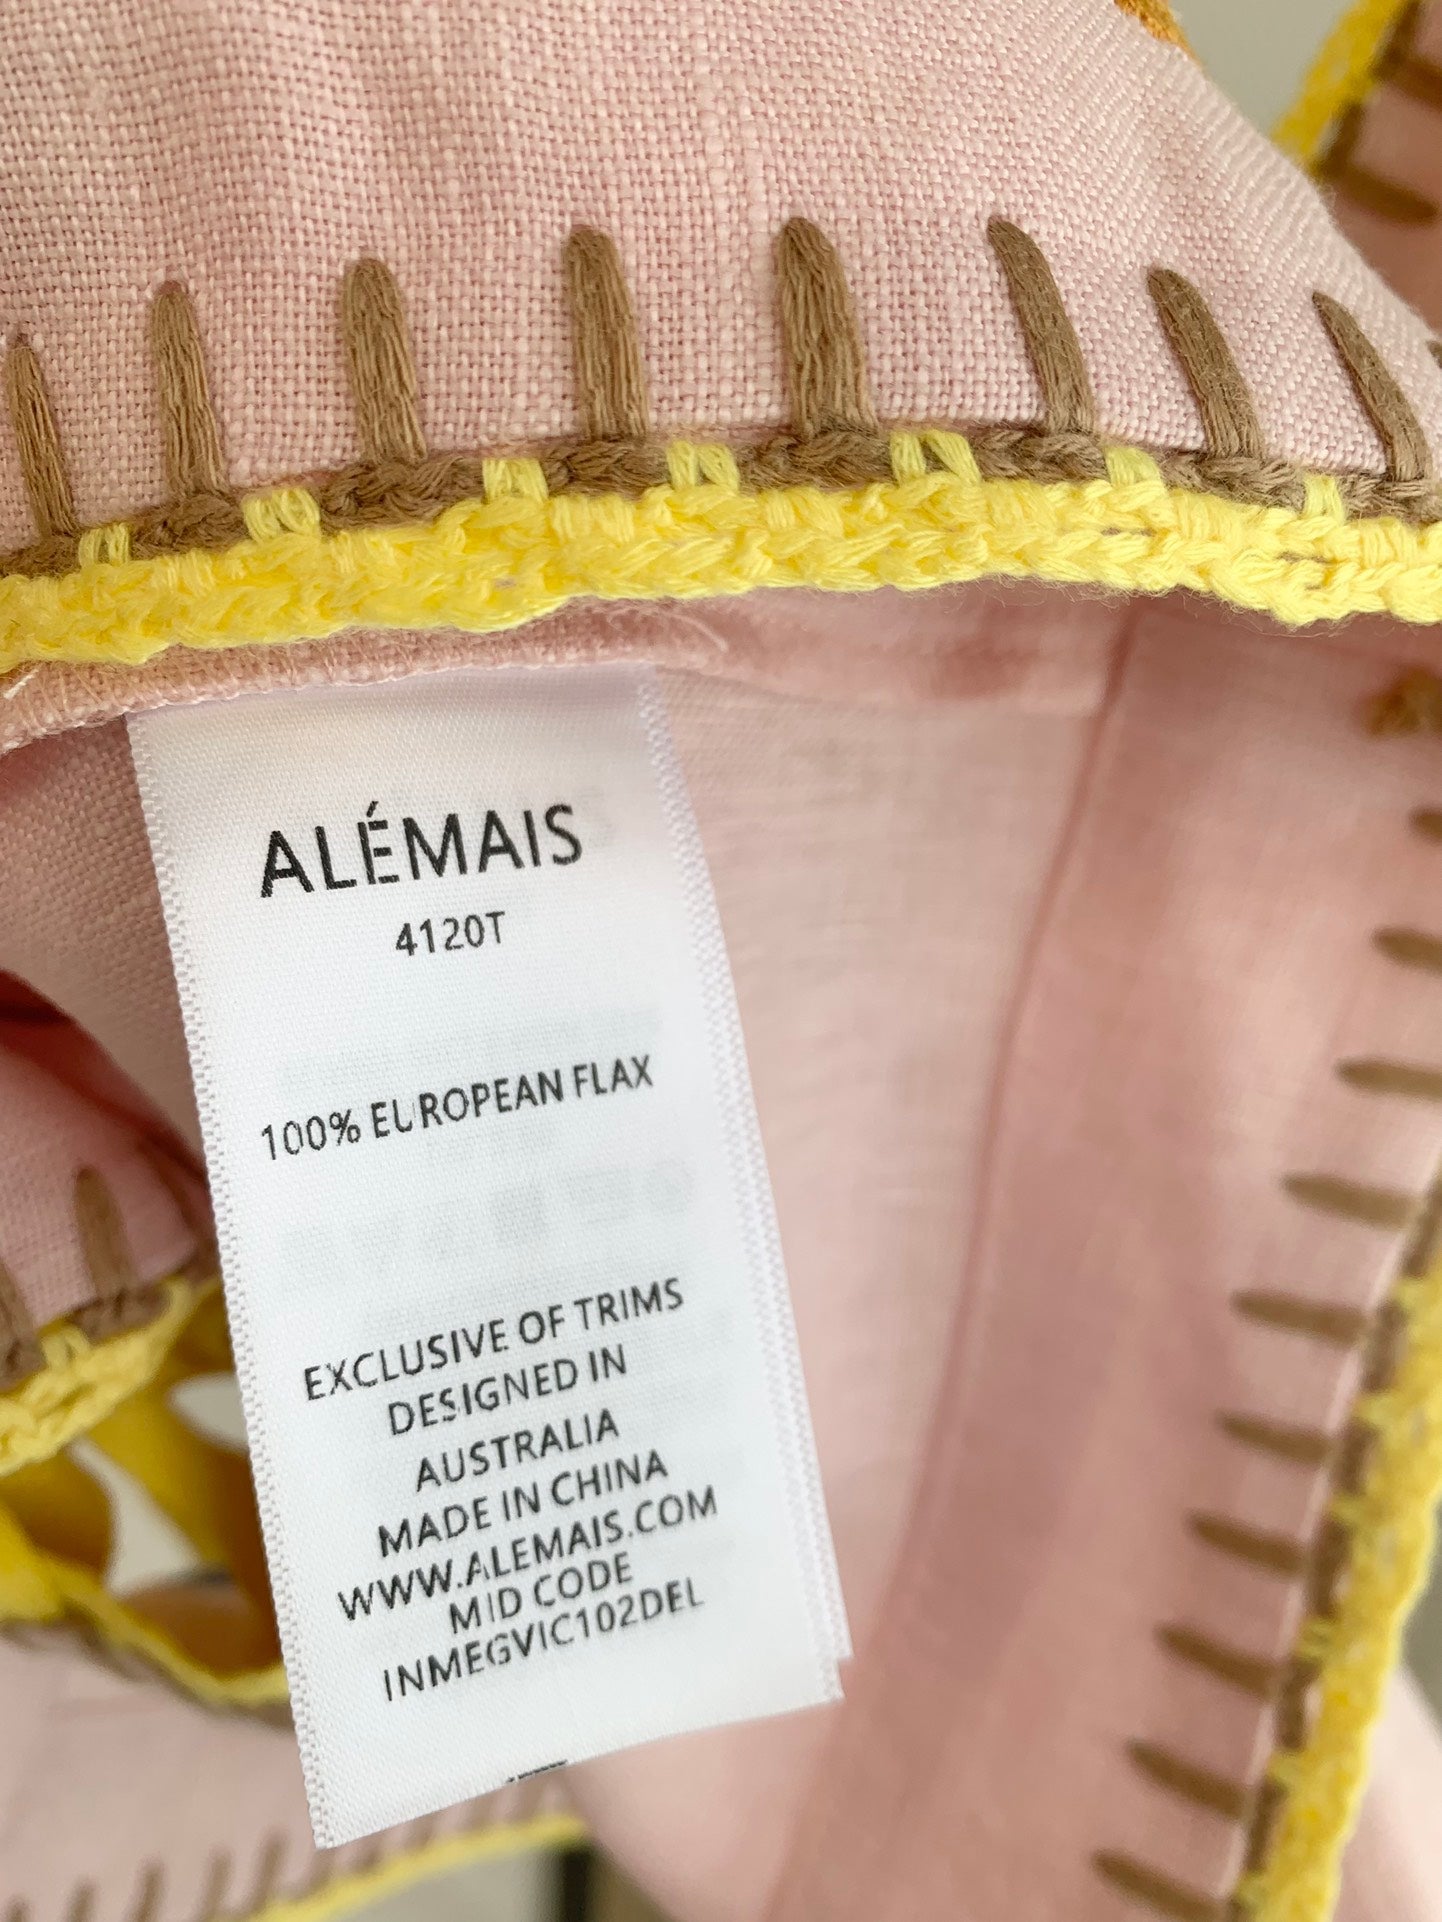 ALÉMAIS
4120T
100% EUROPEAN FLAX
EXCLUSIVE OF TRIMS
DESIGNED IN
AUSTRALIA
MADE IN CHINA
WWW.ALEMAIS.COM
MID CODE
INMEGVIC102DEL